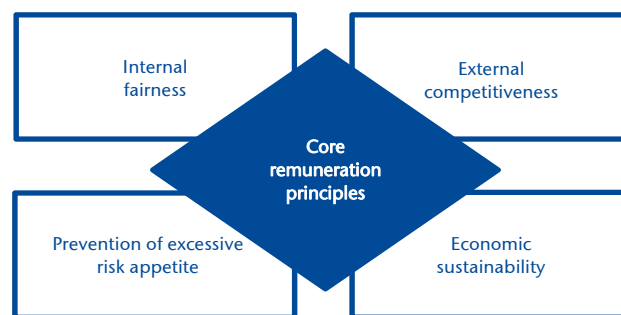 Internal
fairness
External
competitiveness
Core
remuneration
principles
Prevention of excessive
risk appetite
Economic
sustainability